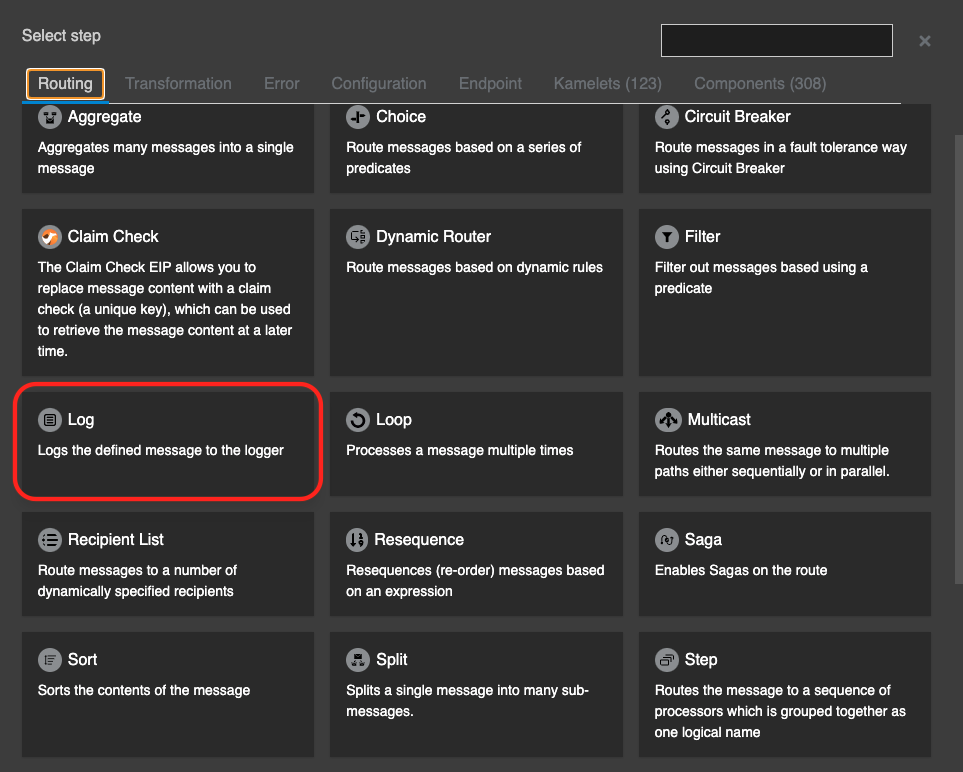 Select step
×
Routing
Transformation
Error
Configuration
Endpoint
Kamelets (123)
Components (308)
Aggregate
Aggregates many messages into a single
message
Choice
Route messages based on a series of
predicates
Circuit Breaker
Route messages in a fault tolerance way
using Circuit Breaker
Claim Check
The Claim Check EIP allows you to
replace message content with a claim
check (a unique key), which can be used
to retrieve the message content at a later
time.
Dynamic Router
Route messages based on dynamic rules
Filter
Filter out messages based using a
predicate
Log
Logs the defined message to the logger
Loop
Processes a message multiple times
Multicast
Routes the same message to multiple
paths either sequentially or in parallel.
Recipient List
Route messages to a number of
dynamically specified recipients
Resequence
Resequences (re-order) messages based
on an expression
Saga
Enables Sagas on the route
Sort
Sorts the contents of the message
Split
Splits a single message into many sub-
messages.
Step
Routes the message to a sequence of
processors which is grouped together as
one logical name